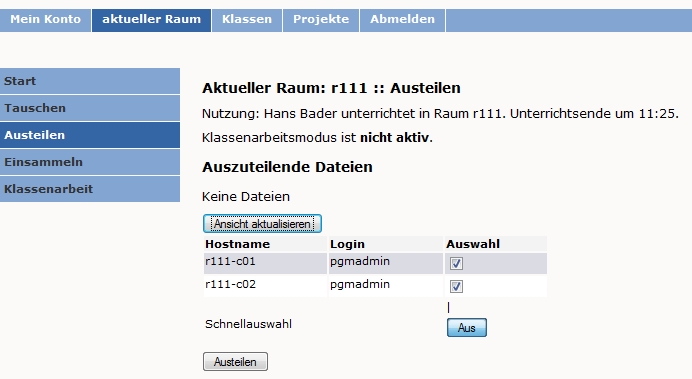 Mein Konto aktueller Raum Klassen Projekte Abmelden
Start
Tauschen
Austeilen
Einsammeln
Klassenarbeit
Aktueller Raum: r111 :: Austeilen
Nutzung: Hans Bader unterrichtet in Raum r111. Unterrichtsende um 11:25.
Klassenarbeitsmodus ist nicht aktiv.
Auszuteilende Dateien
Keine Dateien
Ansicht aktualisieren
Hostname Login Auswahl
r111-c01 pgmadmin
r111-c02 pgmadmin
|
Schnellauswahl Aus
Austeilen